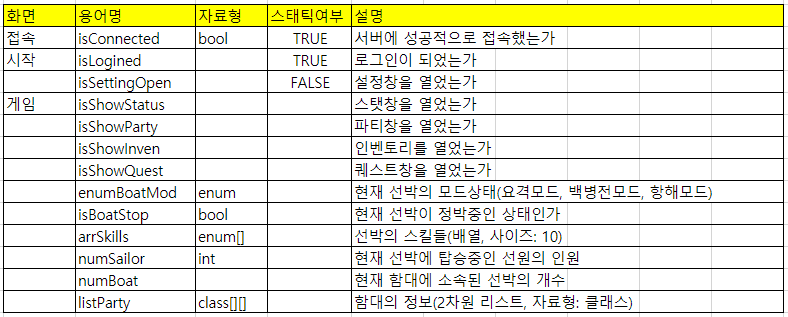 화면 용어명 자료형 스태틱여부 설명
접속 isConnected bool TRUE 서버에 성공적으로 접속했는가
시작 isLogined TRUE 로그인이 되었는가
isSettingOpen FALSE 설정창을 열었는가
게임 isShowStatus 스탯창을 열었는가
isShowParty 파티창을 열었는가
isShowInven 인벤토리를 열었는가
isShowQuest 퀘스트창을 열었는가
enumBoatMod enum 현재 선박의 모드상태(요격모드, 백병전모드, 항해모드)
isBoatStop bool 현재 선박이 정박중인 상태인가
arrSkills enum[] 선박의 스킬들(배열, 사이즈: 10)
numSailor int 현재 선박에 탑승중인 선원의 인원
numBoat 현재 함대에 소속된 선박의 개수
listParty class[][] 함대의 정보(2차원 리스트, 자료형: 클래스)